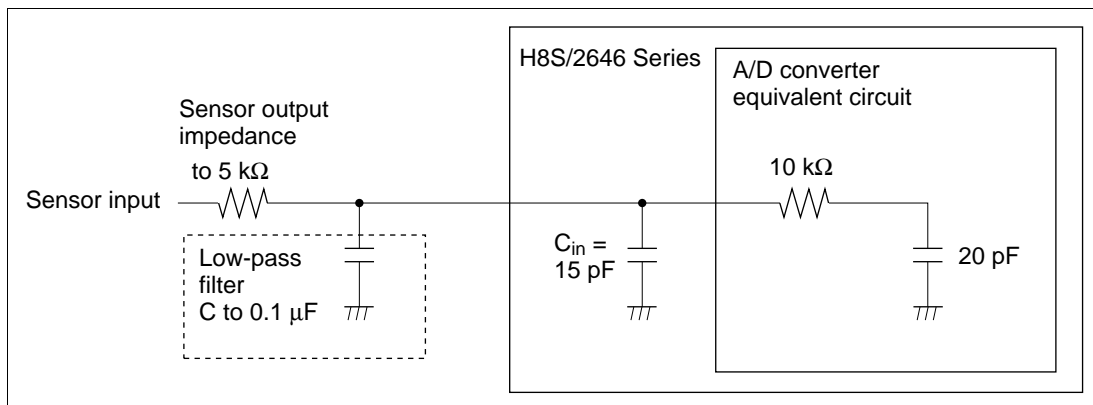 H8S/2646 Series
A/D converter
equivalent circuit
Sensor output
impedance
to 5 kΩ
10 kΩ
Sensor input
Low-pass
filter
C to 0.1 μF
Cin =
15 pF
20 pF